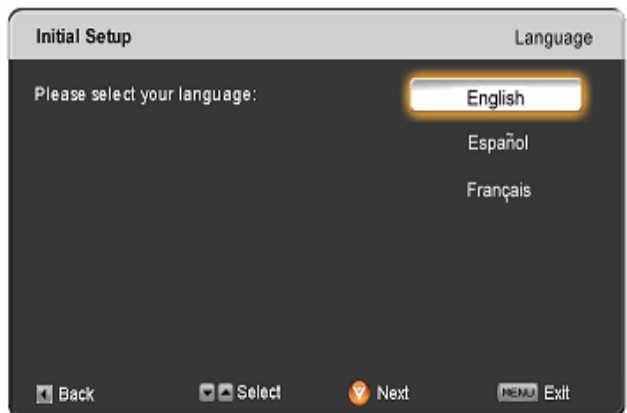 Initial Setup Language
Please select your language: English
Español
Français
Back Select Next MENU Exit